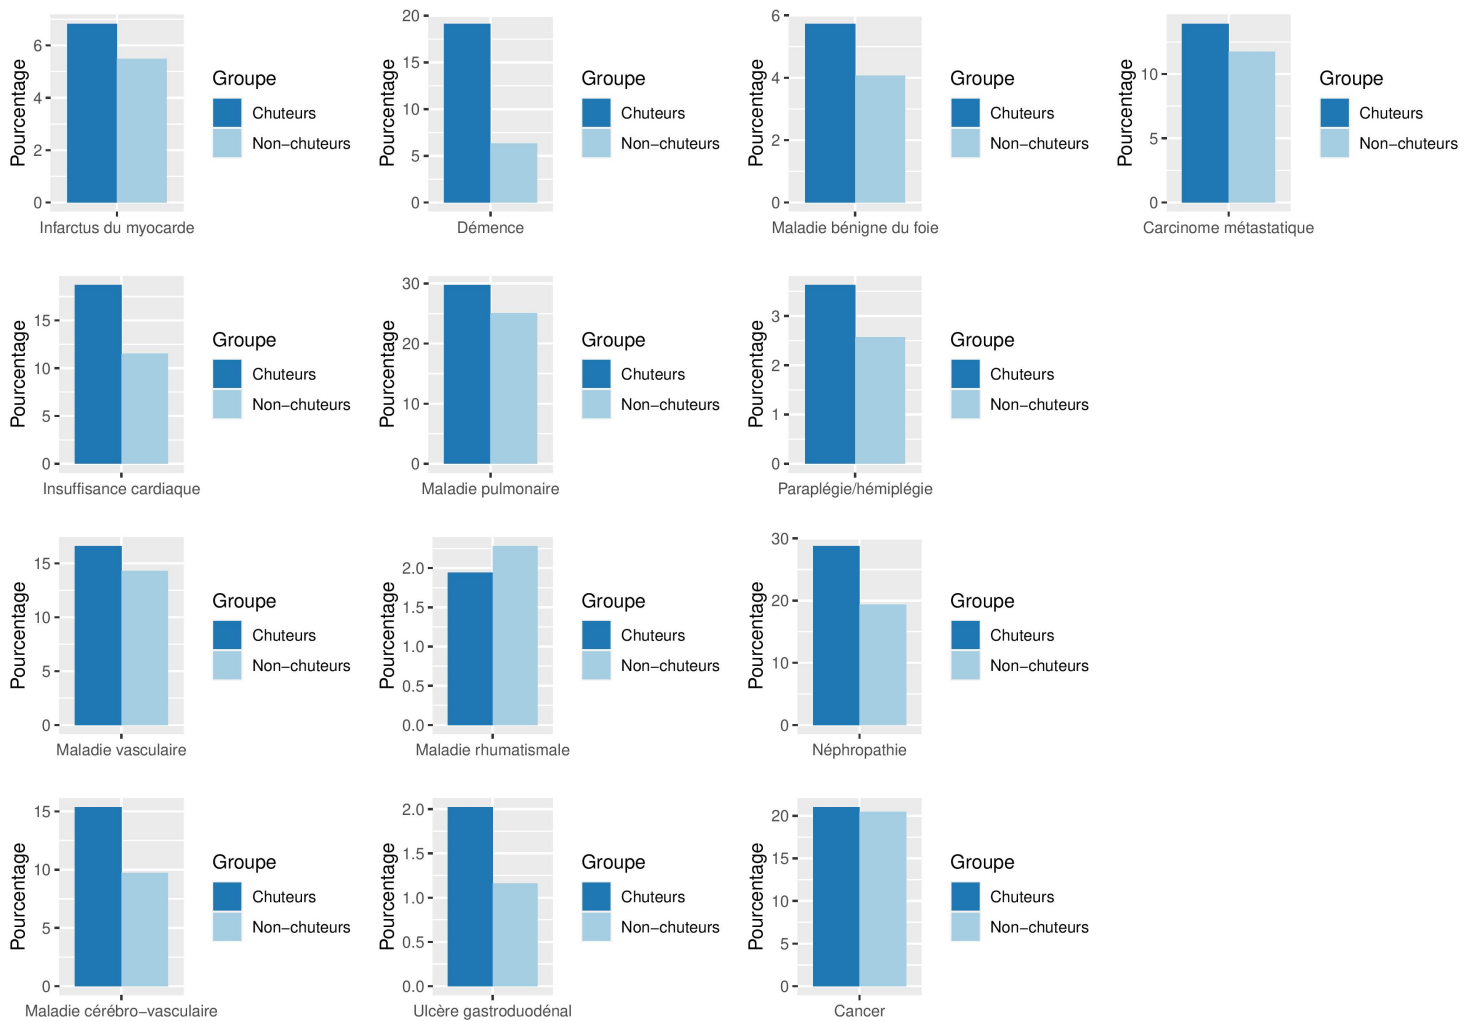 Pourcentage
6
4
2
0
Infarctus du myocarde
Groupe
Chuteurs
Non−chuteurs
Pourcentage
20
15
10
5
0
Démence
Groupe
Chuteurs
Non−chuteurs
Pourcentage
6
4
2
0
Maladie bénigne du foie
Groupe
Chuteurs
Non−chuteurs
Pourcentage
10
5
0
Carcinome métastatique
Groupe
Chuteurs
Non−chuteurs
Pourcentage
15
10
5
0
Insuffisance cardiaque
Groupe
Chuteurs
Non−chuteurs
Pourcentage
30
20
10
0
Maladie pulmonaire
Groupe
Chuteurs
Non−chuteurs
Pourcentage
3
2
1
0
Paraplégie/hémiplégie
Groupe
Chuteurs
Non−chuteurs
Pourcentage
15
10
5
0
Maladie vasculaire
Groupe
Chuteurs
Non−chuteurs
Pourcentage
2.0
1.5
1.0
0.5
0.0
Maladie rhumatismale
Groupe
Chuteurs
Non−chuteurs
Pourcentage
30
20
10
0
Néphropathie
Groupe
Chuteurs
Non−chuteurs
Pourcentage
15
10
5
0
Maladie cérébro−vasculaire
Groupe
Chuteurs
Non−chuteurs
Pourcentage
2.0
1.5
1.0
0.5
0.0
Ulcère gastroduodénal
Groupe
Chuteurs
Non−chuteurs
Pourcentage
20
15
10
5
0
Cancer
Groupe
Chuteurs
Non−chuteurs